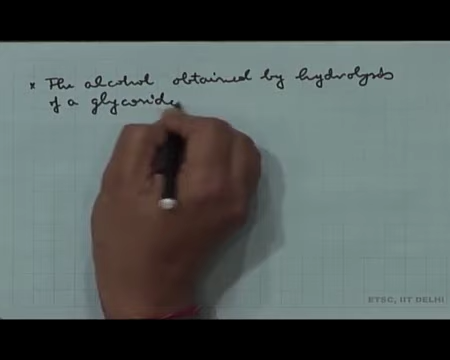 * The alcohol obtained by hydrolysis
of a glycoside
ETSC, IIT DELHI